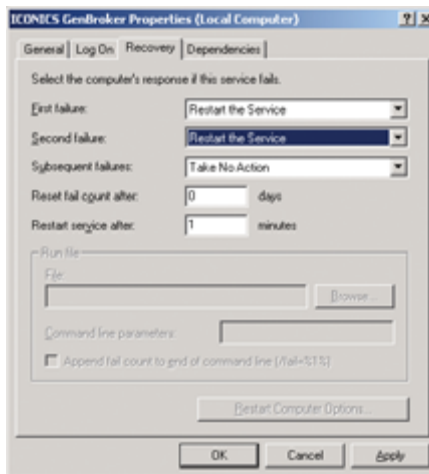 ICONICS GenBroker Properties (Local Computer)
General Log On Recovery Dependencies
Select the computer's response if this service fails.
First failure: Restart the Service
Second failure: Restart the Service
Subsequent failures: Take No Action
Reset fail count after: 0 days
Restart service after: 1 minutes
Run file
File:
Browse...
Command line parameters:
Append fail count to end of command line (/fail=%1%)
Restart Computer Options...
OK Cancel Apply